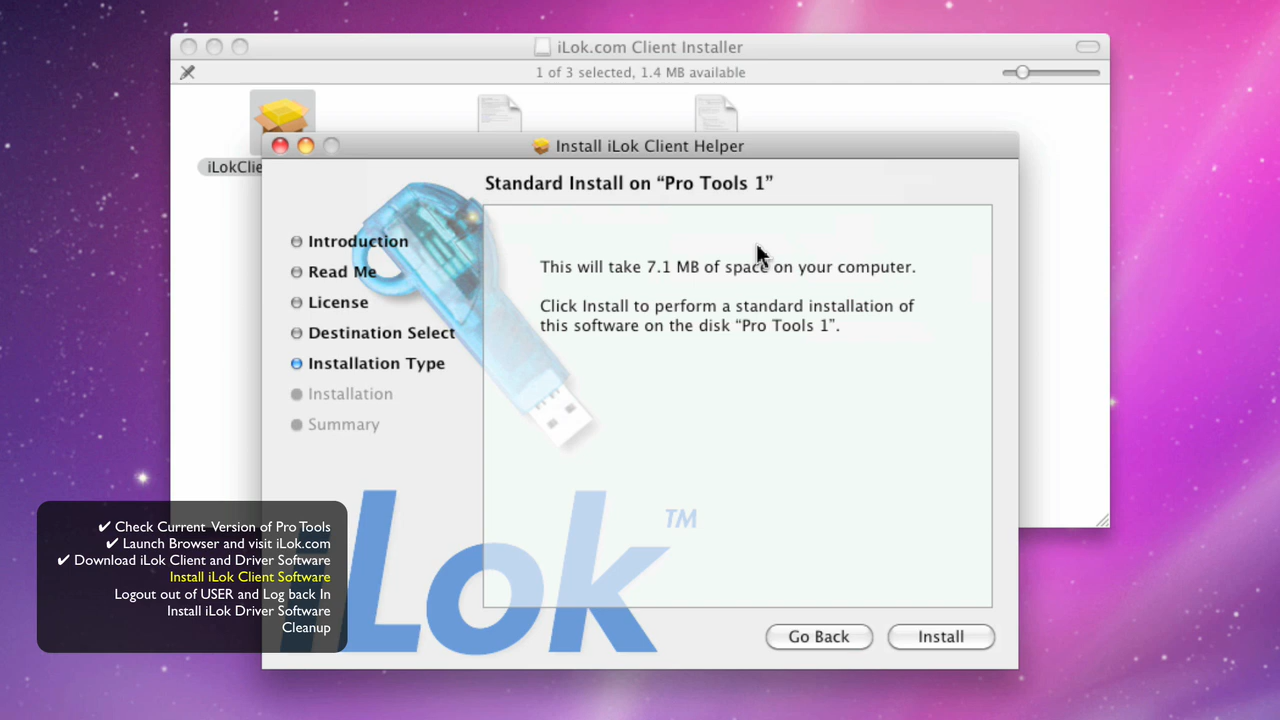 iLok.com Client Installer
1 of 3 selected, 1.4 MB available
iLokClie
Install iLok Client Helper
Standard Install on “Pro Tools 1”
Introduction
Read Me
License
Destination Select
Installation Type
Installation
Summary
This will take 7.1 MB of space on your computer.
Click Install to perform a standard installation of
this software on the disk “Pro Tools 1”.
iLok™
Go Back
Install
✔ Check Current Version of Pro Tools
✔ Launch Browser and visit iLok.com
✔ Download iLok Client and Driver Software
Install iLok Client Software
Logout out of USER and Log back In
Install iLok Driver Software
Cleanup